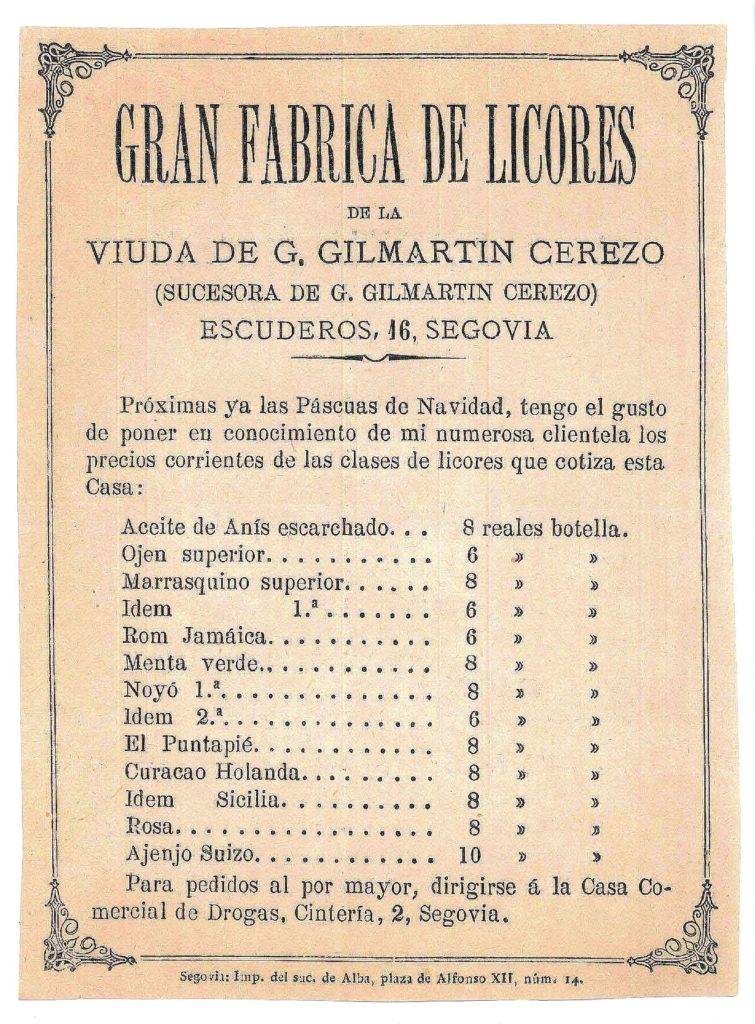 GRAN FABRICA DE LICORES
DE LA
VIUDA DE G. GILMARTIN CEREZO
(SUCESORA DE G. GILMARTIN CEREZO)
ESCUDEROS, 16, SEGOVIA
Próximas ya las Páscuas de Navidad, tengo el gusto
de poner en conocimiento de mi numerosa clientela los
precios corrientes de las clases de licores que cotiza esta
Casa:
Aceite de Anís escarchado. . . 8 reales botella.
Ojen superior. . . . . . . . . . . 6 » »
Marrasquino superior. . . . . . 8 » »
Idem 1.ª . . . . . . . 6 » »
Rom Jamáica. . . . . . . . . . . 6 » »
Menta verde. . . . . . . . . . . . 8 » »
Noyó 1.ª. . . . . . . . . . . . . . 8 » »
Idem 2.ª. . . . . . . . . . . . . . 6 » »
El Puntapié. . . . . . . . . . . . 8 » »
Curacao Holanda. . . . . . . . . 8 » »
Idem Sicilia. . . . . . . . . . 8 » »
Rosa. . . . . . . . . . . . . . . . . 8 » »
Ajenjo Suizo. . . . . . . . . . . . 10 » »
Para pedidos al por mayor, dirigirse á la Casa Co-
mercial de Drogas, Cintería, 2, Segovia.
Segovia: Imp. del suc. de Alba, plaza de Alfonso XII, núm. 14.